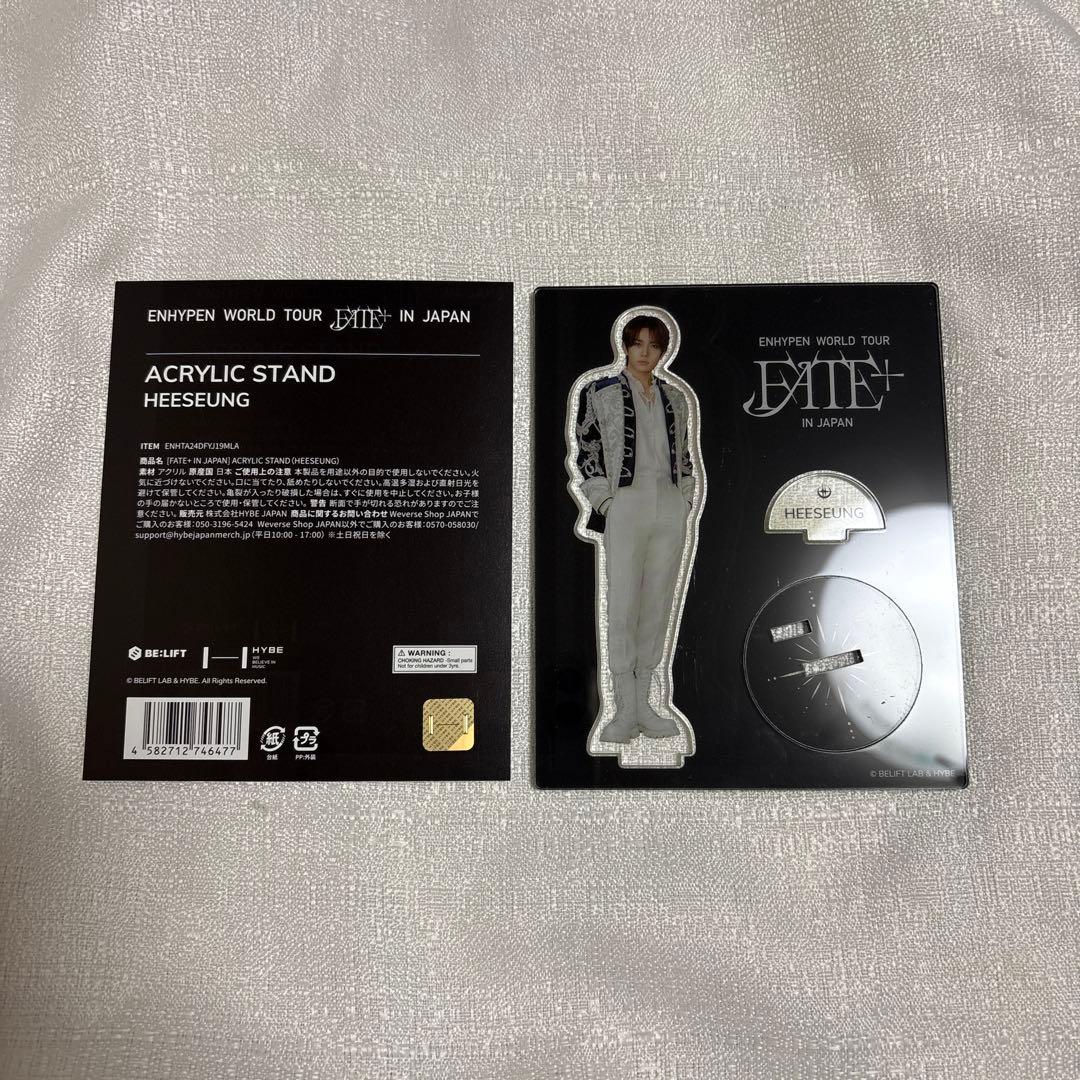 ENHYPEN WORLD TOUR FATE+ IN JAPAN
ACRYLIC STAND
HEESEUNG
ITEM ENHTA24DFYJ19MLA
商品名 [FATE+ IN JAPAN] ACRYLIC STAND (HEESEUNG)
素材 アクリル 原産国 日本 ご使用上の注意 本製品を用途以外の目的で使用しないでください。火
気に近づけないでください。口に当てたり、舐めたりしないでください。高温多湿および直射日光を
避けて保管してください。亀裂が入ったり破損した場合は、すぐに使用を中止してください。お子様
の手の届かないところで使用・保管してください。警告 断面で手が切れる恐れがありますのでご注
意ください。販売元 株式会社HYBE JAPAN 商品に関するお問い合わせ Weverse Shop JAPANで
ご購入のお客様：050-3196-5424 Weverse Shop JAPAN以外でご購入のお客様：0570-058030/
support@hybejapanmerch.jp (平日10:00 - 17:00) ※土日祝日を除く
BE:LIFT
HYBE
WE
BELIEVE IN
MUSIC
⚠ WARNING :
CHOKING HAZARD -Small parts
Not for children under 3yrs.
© BELIFT LAB & HYBE. All Rights Reserved.
4 582712 746477
紙
台紙
プラ
PP:外装
ENHYPEN WORLD TOUR
FATE+
IN JAPAN
HEESEUNG
© BELIFT LAB & HYBE